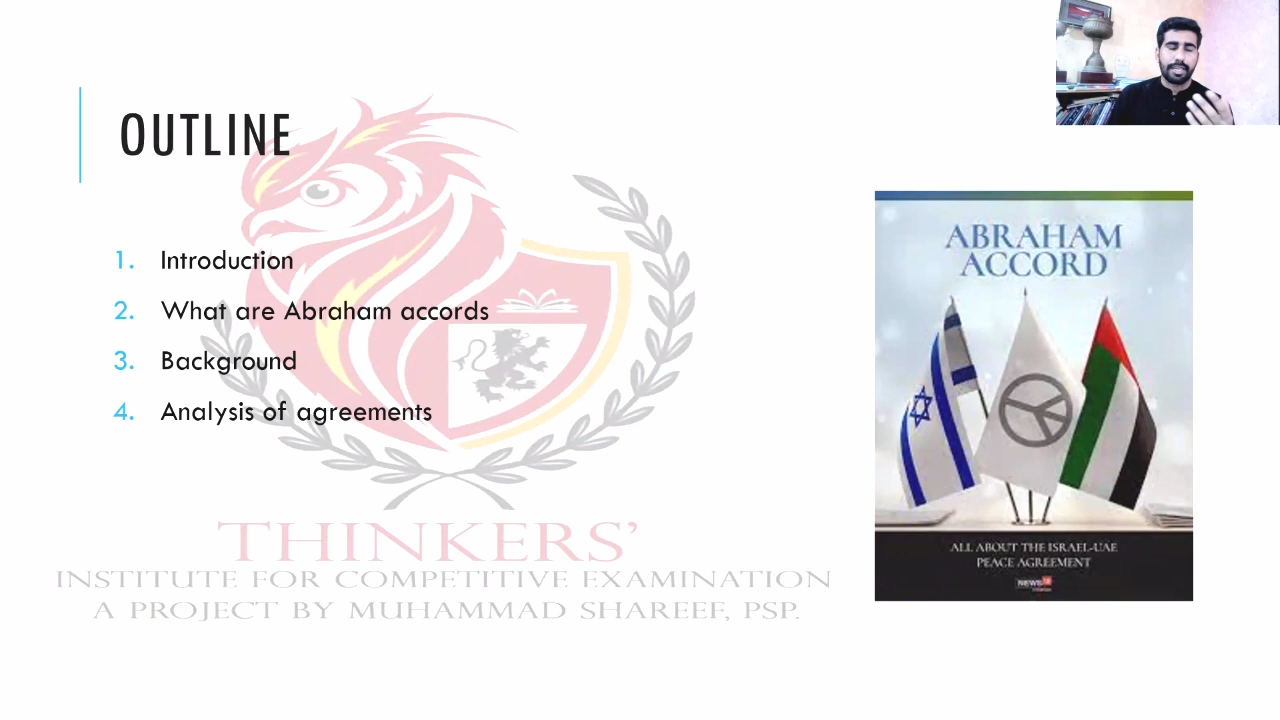 OUTLINE
1. Introduction
2. What are Abraham accords
3. Background
4. Analysis of agreements
THINKERS'
INSTITUTE FOR COMPETITIVE EXAMINATION
A PROJECT BY MUHAMMAD SHAREEF, PSP.
ABRAHAM
ACCORD
ALL ABOUT THE ISRAEL-UAE
PEACE AGREEMENT
NEWS